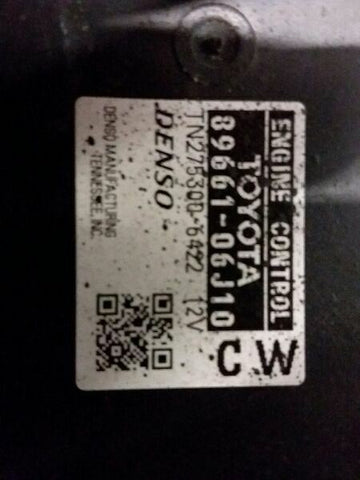 ENGINE CONTROL
TOYOTA
89661-06J10
CW
TN275300-6422 12V
DENSO
DENSO MANUFACTURING
TENNESSEE, INC.